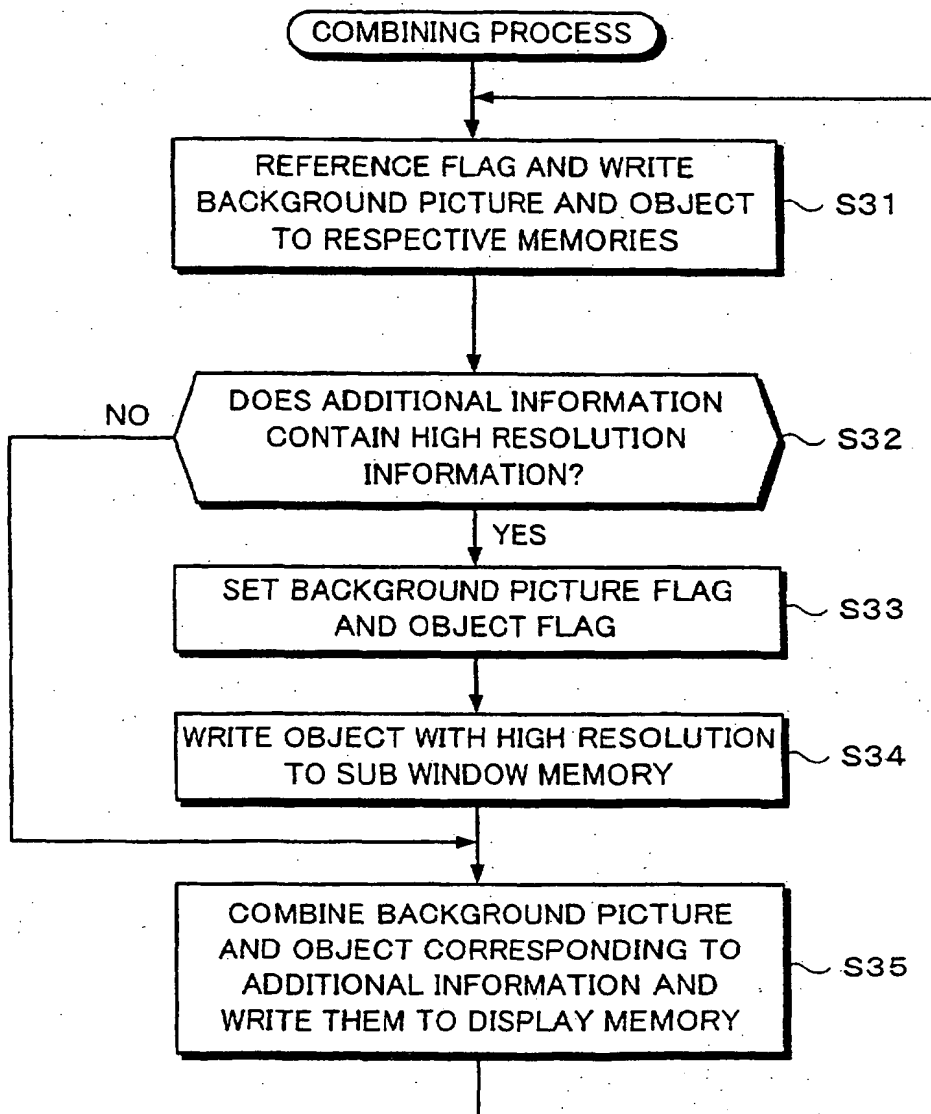 COMBINING PROCESS
REFERENCE FLAG AND WRITE
BACKGROUND PICTURE AND OBJECT
TO RESPECTIVE MEMORIES
S31
DOES ADDITIONAL INFORMATION
CONTAIN HIGH RESOLUTION
INFORMATION?
S32
NO
YES
SET BACKGROUND PICTURE FLAG
AND OBJECT FLAG
S33
WRITE OBJECT WITH HIGH RESOLUTION
TO SUB WINDOW MEMORY
S34
COMBINE BACKGROUND PICTURE
AND OBJECT CORRESPONDING TO
ADDITIONAL INFORMATION AND
WRITE THEM TO DISPLAY MEMORY
S35